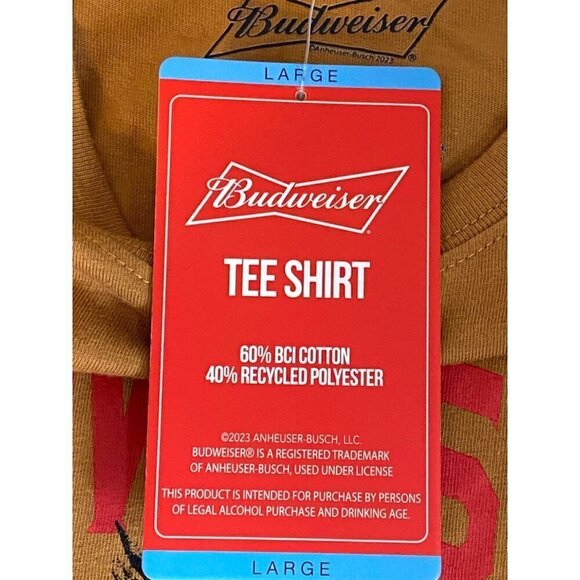 Budweiser
©Anheuser-Busch 2023
®
LARGE
Budweiser®
TEE SHIRT
60% BCI COTTON
40% RECYCLED POLYESTER
©2023 ANHEUSER-BUSCH, LLC.
BUDWEISER® IS A REGISTERED TRADEMARK
OF ANHEUSER-BUSCH, USED UNDER LICENSE
THIS PRODUCT IS INTENDED FOR PURCHASE BY PERSONS
OF LEGAL ALCOHOL PURCHASE AND DRINKING AGE.
LARGE